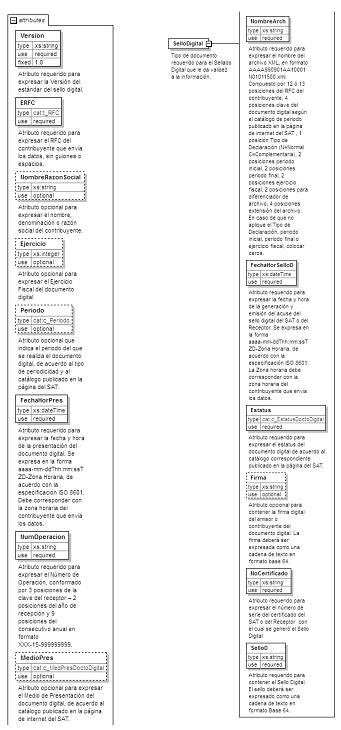 attributes
Version
type xs:string
use required
fixed 1.0
Atributo requerido para
expresar la Versión del
estándar del sello digital.
ERFC
type cat:t_RFC
use required
Atributo requerido para
expresar el RFC del
contribuyente que envía
los datos, sin guiones o
espacios.
NombreRazonSocial
type xs:string
use optional
Atributo opcional para
expresar el nombre,
denominación o razón
social del contribuyente.
Ejercicio
type xs:integer
use optional
Atributo opcional para
expresar el Ejercicio
Fiscal del documento
digital
Periodo
type cat:c_Periodo
use optional
Atributo opcional que
indica el periodo del que
se realiza el documento
digital, de acuerdo al tipo
de periodicidad y al
catálogo publicado en la
página del SAT.
FechaHorPres
type xs:dateTime
use required
Atributo requerido para
expresar la fecha y hora
de la presentación del
documento digital. Se
expresa en la forma
aaaa-mm-ddThh:mm:ssT
ZD-Zona Horaria, de
acuerdo con la
especificación ISO 8601.
Debe corresponder con
la zona horaria del
contribuyente que envía
los datos.
NumOperacion
type xs:string
use required
Atributo requerido para
expresar el Número de
Operación, conformado
por 3 posiciones de la
clave del receptor – 2
posiciones del año de
recepción y 9
posiciones del
consecutivo anual en
formato
XXX-15-999999999.
MedioPres
type cat:c_MedPresDoctoDigital
use optional
Atributo opcional para expresar
el Medio de Presentación del
documento digital, de acuerdo al
catálogo publicado en la página
de internet del SAT.
SelloDigital
Tipo de documento
requerido para el Sellado
Digital que le da validez
a la información.
NombreArch
type xs:string
use required
Atributo requerido para
expresar el nombre del
archivo XML, en formato
AAAA890901AA10001
N01011500.xml.
Compuesto por 12 ó 13
posiciones del RFC del
contribuyente, 4
posiciones clave del
documento digital según
el catálogo de periodo
publicado en la página
de internet del SAT , 1
posición Tipo de
Declaración (N=Normal
C=Complementaria), 2
posiciones periodo
inicial, 2 posiciones
periodo final, 2
posiciones ejercicio
fiscal, 2 posiciones para
diferenciador de
archivo, 4 posiciones
extensión del archivo.
En caso de que no
aplique el Tipo de
Declaración, periodo
inicial, periodo final o
ejercicio fiscal, colocar
ceros.
FechaHorSelloD
type xs:dateTime
use required
Atributo requerido para
expresar la fecha y hora
de la generación y
emisión del acuse del
sello digital del SAT o del
Receptor. Se expresa en
la forma
aaaa-mm-ddThh:mm:ssT
ZD-Zona Horaria, de
acuerdo con la
especificación ISO 8601.
La Zona horaria debe
corresponder con la
zona horaria del
contribuyente que envía
los datos.
Estatus
type cat:c_EstatusDoctoDigital
use required
Atributo requerido para
expresar el estatus del
documento digital de acuerdo al
catálogo correspondiente
publicado en la página del SAT.
Firma
type xs:string
use optional
Atributo opcional para
contener la firma digital
del emisor o
contribuyente del
documento digital. La
firma deberá ser
expresada como una
cadena de texto en
formato base 64.
NoCertificado
type xs:string
use required
Atributo requerido para
expresar el número de
serie del certificado del
SAT o del Receptor con
el cual se generó el Sello
Digital
SelloD
type xs:string
use required
Atributo requerido para
contener el Sello Digital.
El sello deberá ser
expresado como una
cadena de texto en
formato Base 64.